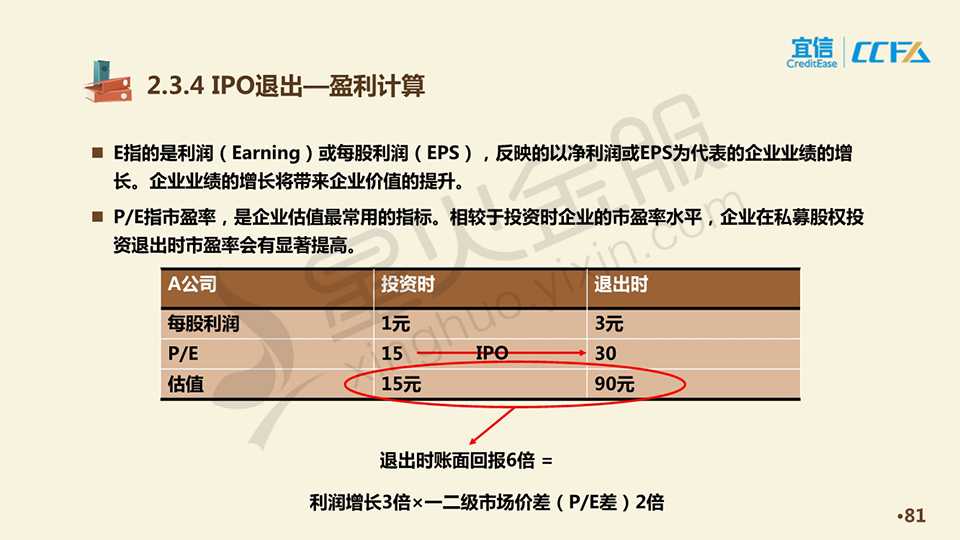 宜信
CreditEase
CCFA
2.3.4 IPO退出—盈利计算
E指的是利润（Earning）或每股利润（EPS），反映的以净利润或EPS为代表的企业业绩的增
长。企业业绩的增长将带来企业价值的提升。
P/E指市盈率，是企业估值最常用的指标。相较于投资时企业的市盈率水平，企业在私募股权投
资退出时市盈率会有显著提高。
A公司 投资时 退出时
每股利润 1元 3元
P/E 15 IPO 30
估值 15元 90元
退出时账面回报6倍 =
利润增长3倍×一二级市场价差（P/E差）2倍
•81
星火金服
xinghuo.yixin.com